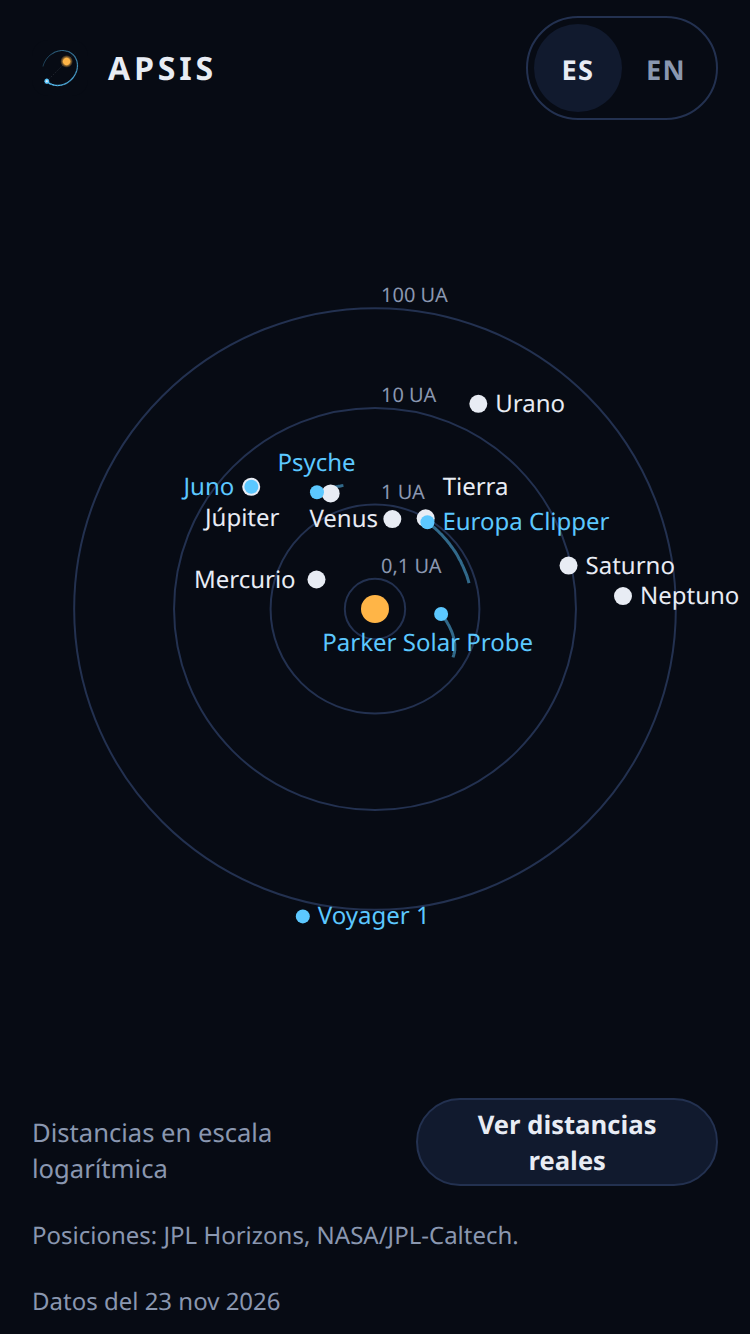 APSIS
ES
EN
100 UA
10 UA
Urano
Psyche
Juno
1 UA
Tierra
Júpiter
Venus
Europa Clipper
0,1 UA
Saturno
Mercurio
Neptuno
Parker Solar Probe
Voyager 1
Distancias en escala
logarítmica
Ver distancias
reales
Posiciones: JPL Horizons, NASA/JPL-Caltech.
Datos del 23 nov 2026